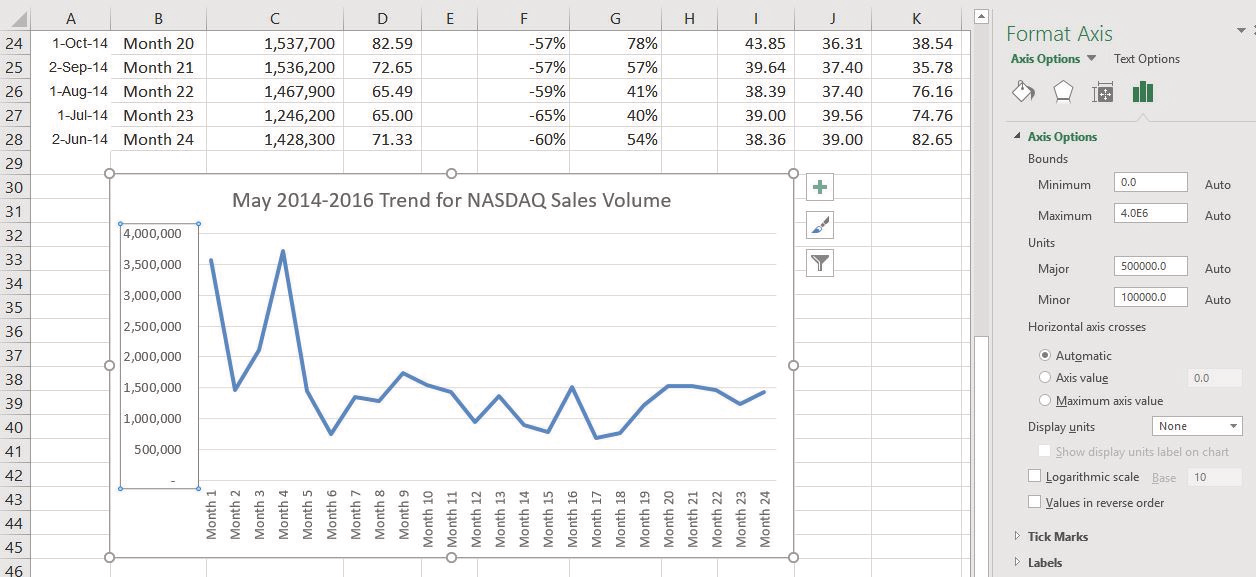 A B C D E F G H I J K
24 1-Oct-14 Month 20 1,537,700 82.59 -57% 78% 43.85 36.31 38.54
25 2-Sep-14 Month 21 1,536,200 72.65 -57% 57% 39.64 37.40 35.78
26 1-Aug-14 Month 22 1,467,900 65.49 -59% 41% 38.39 37.40 76.16
27 1-Jul-14 Month 23 1,246,200 65.00 -65% 40% 39.00 39.56 74.76
28 2-Jun-14 Month 24 1,428,300 71.33 -60% 54% 38.36 39.00 82.65
29
30
31
32
33
34
35
36
37
38
39
40
41
42
43
44
45
46
May 2014-2016 Trend for NASDAQ Sales Volume
4,000,000
3,500,000
3,000,000
2,500,000
2,000,000
1,500,000
1,000,000
500,000
-
Month 1
Month 2
Month 3
Month 4
Month 5
Month 6
Month 7
Month 8
Month 9
Month 10
Month 11
Month 12
Month 13
Month 14
Month 15
Month 16
Month 17
Month 18
Month 19
Month 20
Month 21
Month 22
Month 23
Month 24
Format Axis
Axis Options Text Options
Axis Options
Bounds
Minimum 0.0 Auto
Maximum 4.0E6 Auto
Units
Major 500000.0 Auto
Minor 100000.0 Auto
Horizontal axis crosses
Automatic
Axis value 0.0
Maximum axis value
Display units None
Show display units label on chart
Logarithmic scale Base 10
Values in reverse order
Tick Marks
Labels